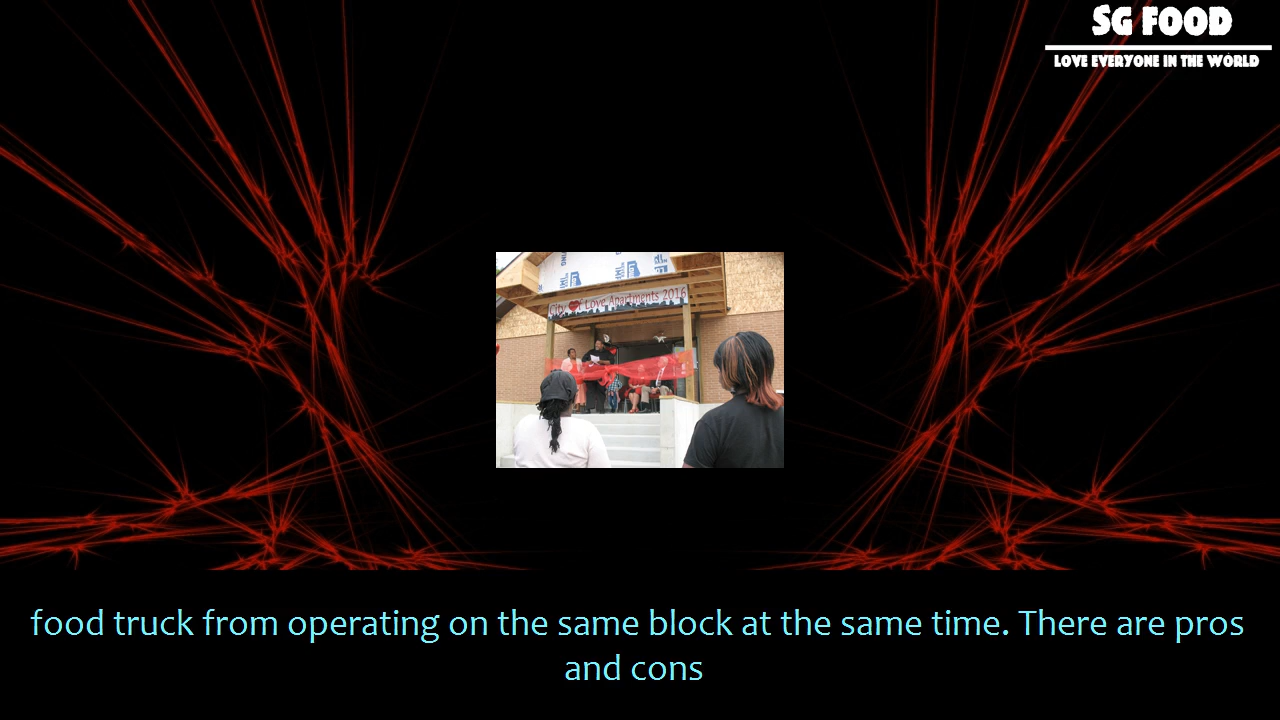 SG FOOD
LOVE EVERYONE IN THE WORLD
City of Love Apartments 2016
food truck from operating on the same block at the same time. There are pros
and cons